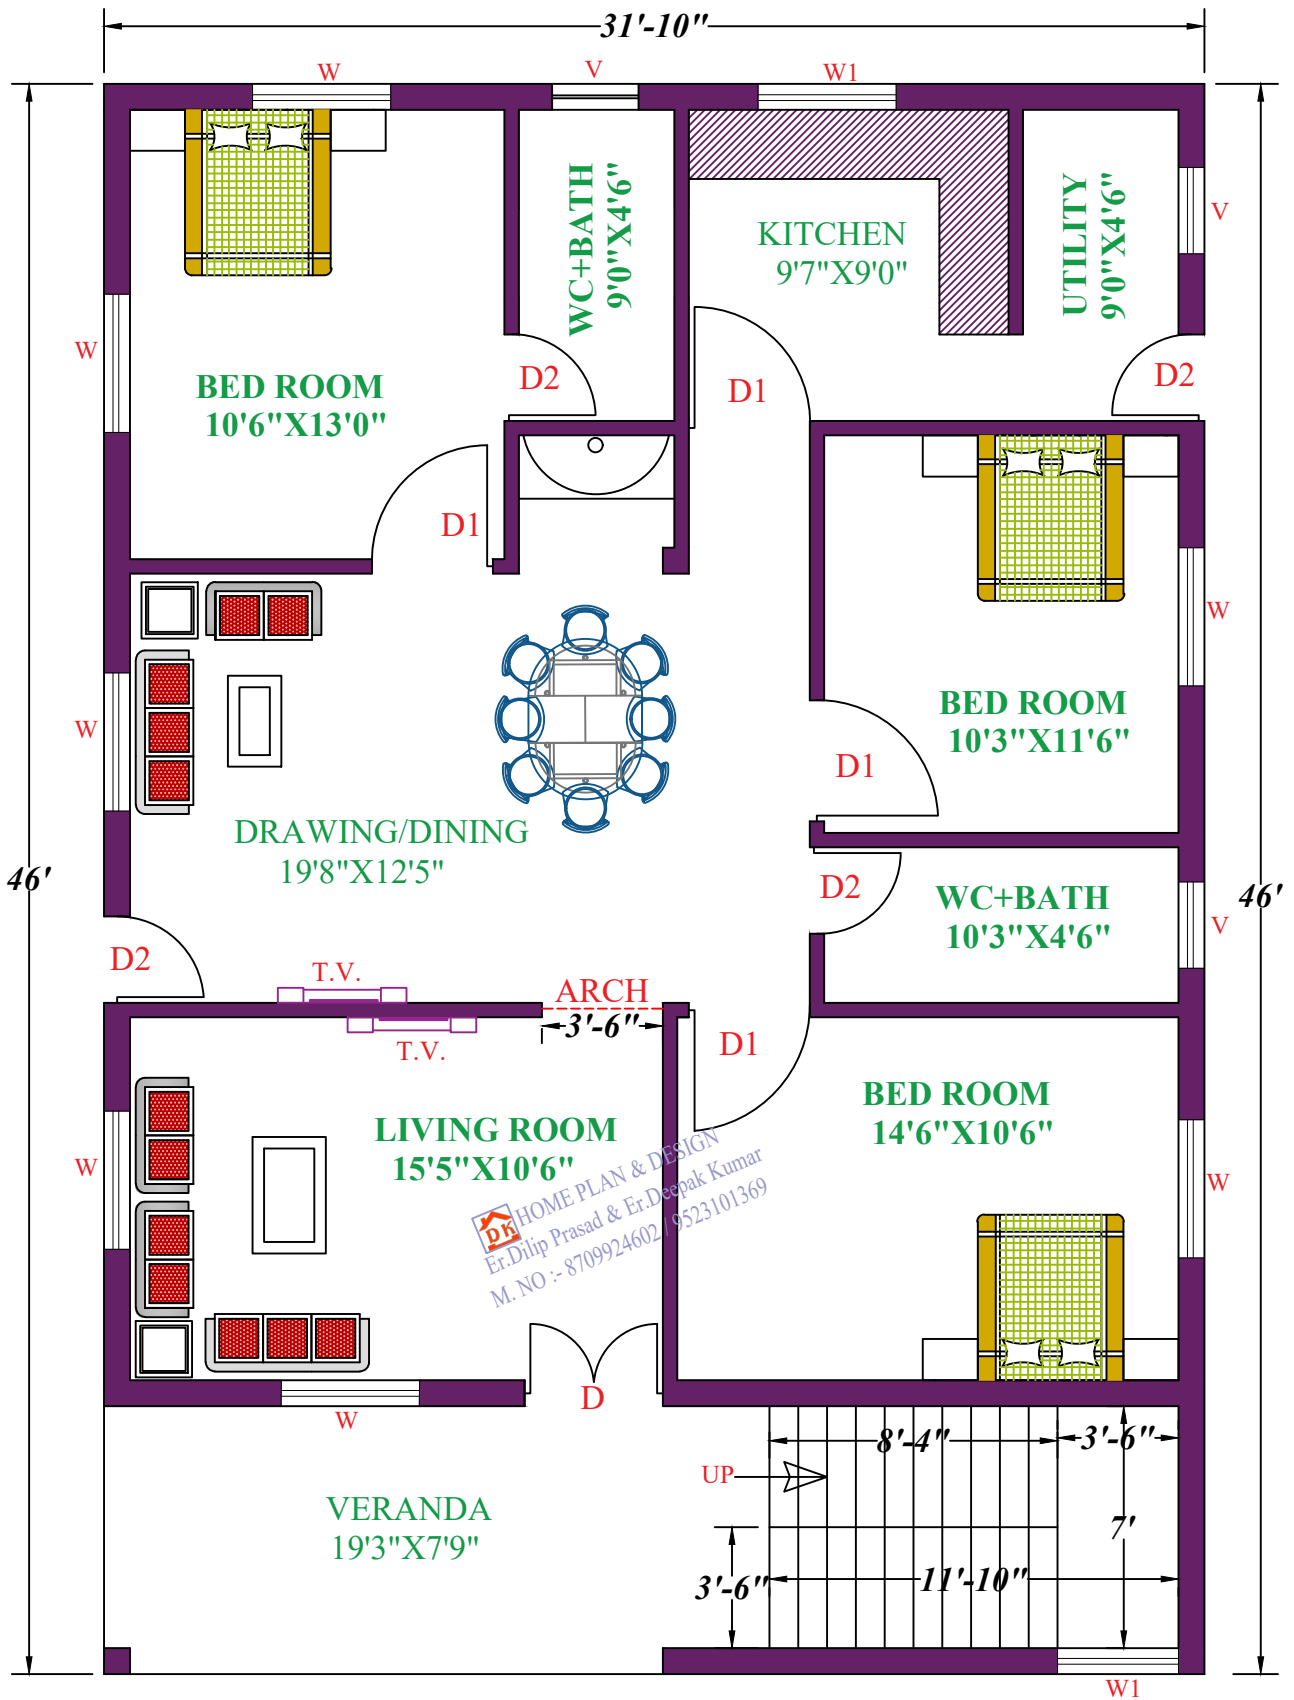 31'-10"
W
V
W1
WC+BATH
9'0"X4'6"
KITCHEN
9'7"X9'0"
UTILITY
9'0"X4'6"
V
W
BED ROOM
10'6"X13'0"
D2
D1
D2
D1
W
BED ROOM
10'3"X11'6"
W
D1
DRAWING/DINING
19'8"X12'5"
46'
D2
WC+BATH
10'3"X4'6"
46'
V
D2
T.V.
ARCH
3'-6"
T.V.
D1
BED ROOM
14'6"X10'6"
LIVING ROOM
15'5"X10'6"
W
W
DK
HOME PLAN & DESIGN
Er.Dilip Prasad & Er.Deepak Kumar
M. NO :- 8709924602 / 9523101369
D
W
8'-4"
3'-6"
UP
VERANDA
19'3"X7'9"
7'
3'-6"
11'-10"
W1